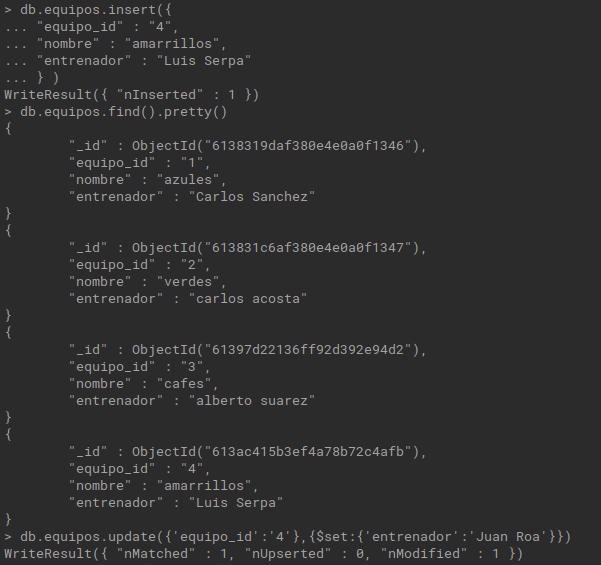 > db.equipos.insert({
... "equipo_id" : "4",
... "nombre" : "amarrillos",
... "entrenador" : "Luis Serpa"
... } )
WriteResult({ "nInserted" : 1 })
> db.equipos.find().pretty()
{
        "_id" : ObjectId("6138319daf380e4e0a0f1346"),
        "equipo_id" : "1",
        "nombre" : "azules",
        "entrenador" : "Carlos Sanchez"
}
{
        "_id" : ObjectId("613831c6af380e4e0a0f1347"),
        "equipo_id" : "2",
        "nombre" : "verdes",
        "entrenador" : "carlos acosta"
}
{
        "_id" : ObjectId("61397d22136ff92d392e94d2"),
        "equipo_id" : "3",
        "nombre" : "cafes",
        "entrenador" : "alberto suarez"
}
{
        "_id" : ObjectId("613ac415b3ef4a78b72c4afb"),
        "equipo_id" : "4",
        "nombre" : "amarrillos",
        "entrenador" : "Luis Serpa"
}
> db.equipos.update({'equipo_id':'4'},{$set:{'entrenador':'Juan Roa'}})
WriteResult({ "nMatched" : 1, "nUpserted" : 0, "nModified" : 1 })